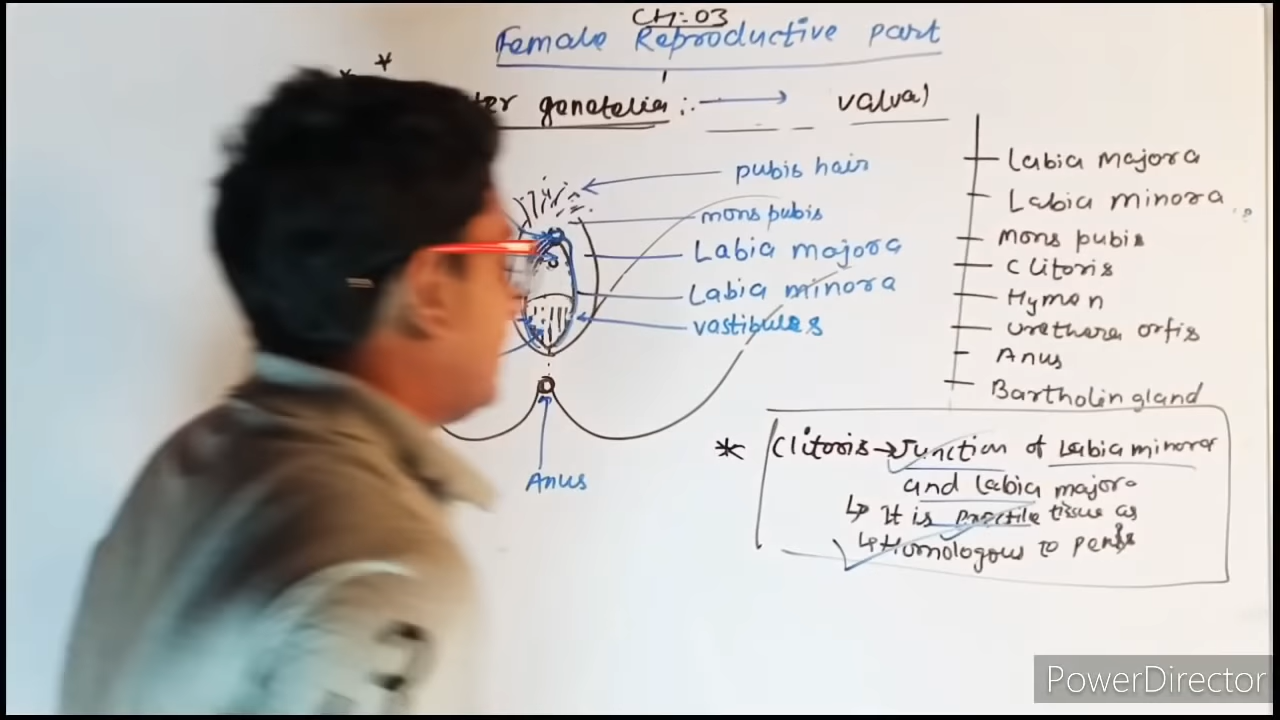 CH:03
Female Reproductive part
ter genetelia :. → valva)
pubis hair
mons pubis
Labia majora
Labia minora
vastibules
Anus
Labia majora
Labia minora
mons pubis
Clitoris
Hymen
urethera orfis
Anus
Bartholin gland
* Clitoris → Junction of Labia minora
and labia majora
↳ It is erectile tissue as
↳ Homologous to penis
PowerDirector